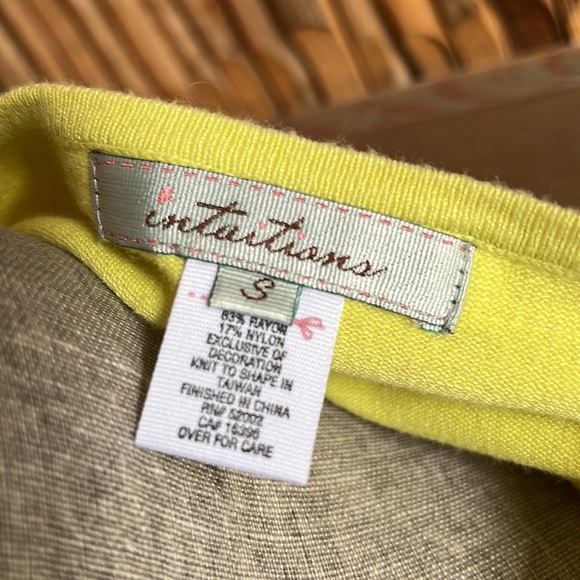 intuitions
S
83% RAYON
17% NYLON
EXCLUSIVE OF
DECORATION
KNIT TO SHAPE IN
TAIWAN
FINISHED IN CHINA
RN# 52002
CA# 15396
OVER FOR CARE